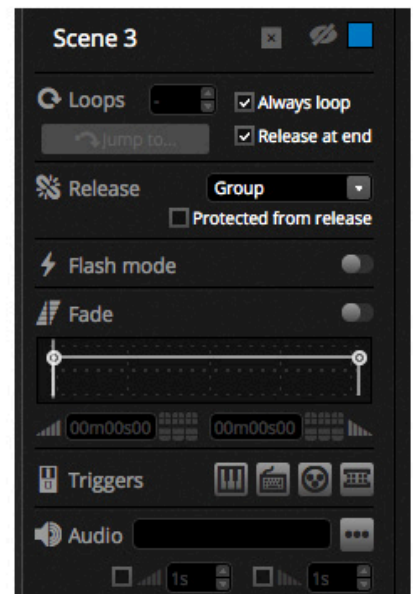 Scene 3
Loops - Always loop
Jump to... Release at end
Release Group
Protected from release
Flash mode
Fade
00m00s00 00m00s00
Triggers
Audio
1s 1s